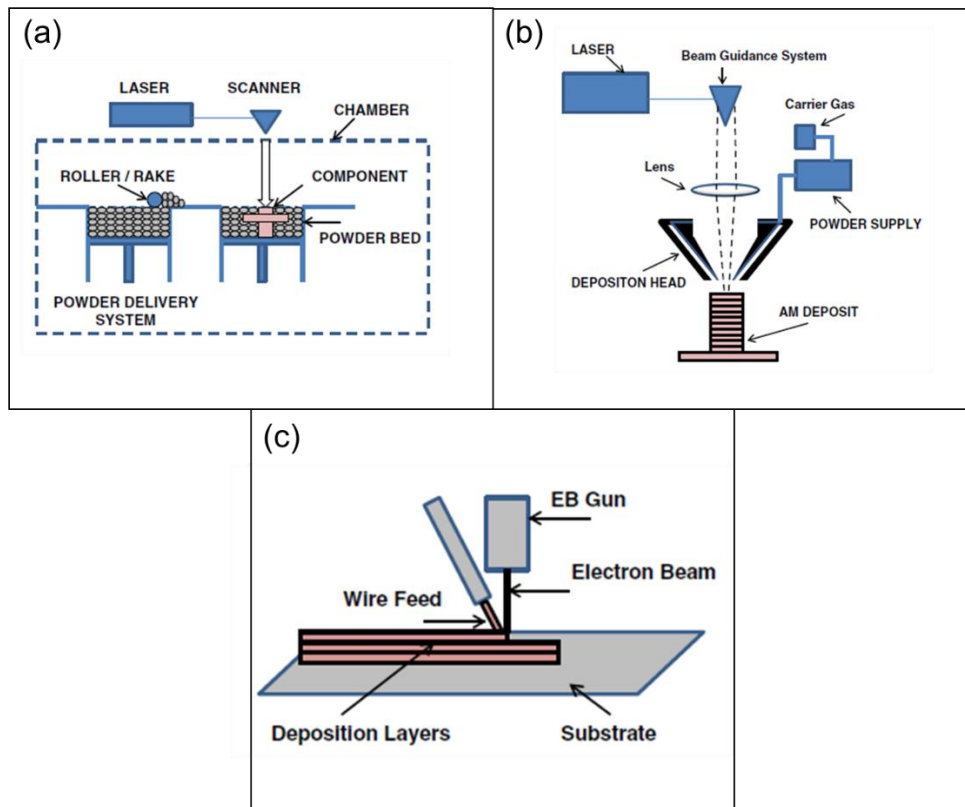 (a)
LASER
SCANNER
CHAMBER
ROLLER / RAKE
COMPONENT
POWDER BED
POWDER DELIVERY
SYSTEM
(b)
LASER
Beam Guidance System
Carrier Gas
Lens
POWDER SUPPLY
DEPOSITON HEAD
AM DEPOSIT
(c)
EB Gun
Electron Beam
Wire Feed
Deposition Layers
Substrate